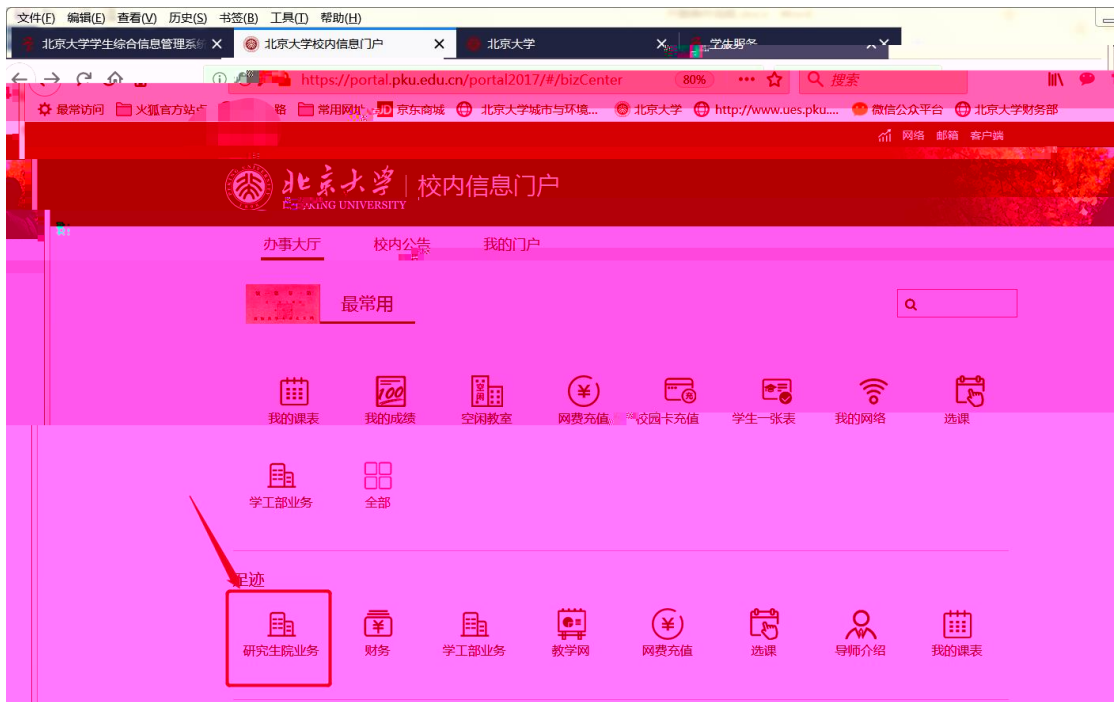 文件(F) 编辑(E) 查看(V) 历史(S) 书签(B) 工具(T) 帮助(H)
北京大学学生综合信息管理系统 × 北京大学校内信息门户 × 北京大学 ×
https://portal.pku.edu.cn/portal2017/#/bizCenter 80% ••• 搜索
最常访问 火狐官方站点 常用网址 JD 京东商城 北京大学城市与环境... 北京大学 http://www.ues.pku.... 微信公众平台 北京大学财务部
网络 邮箱 客户端
北京大学 校内信息门户
UNIVERSITY
办事大厅 校内公告 我的门户
最常用
我的课表 我的成绩 空闲教室 网费充值 校园卡充值 学生一张表 我的网络 选课
学工部业务 全部
足迹
研究生院业务 财务 学工部业务 教学网 网费充值 选课 导师介绍 我的课表